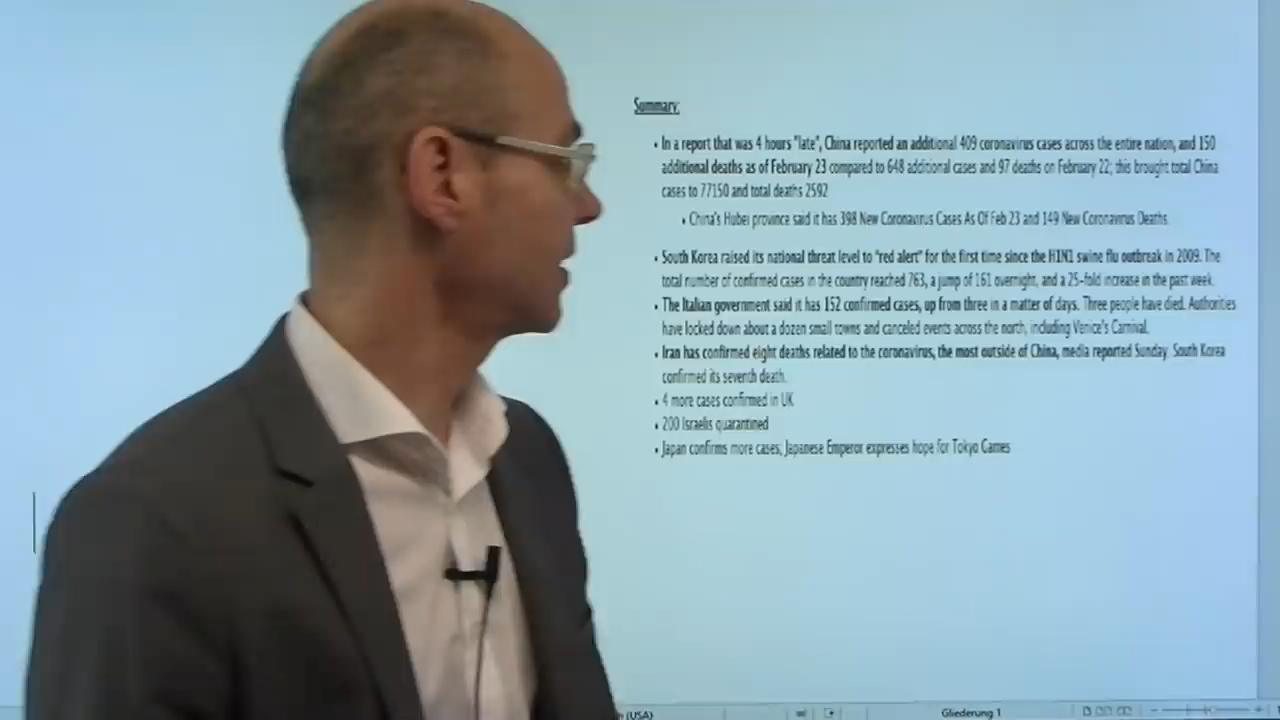 Summary:
• In a report that was 4 hours "late", China reported an additional 409 coronavirus cases across the entire nation, and 150
additional deaths as of February 23 compared to 648 additional cases and 97 deaths on February 22; this brought total China
cases to 77150 and total deaths 2592
• China's Hubei province said it has 398 New Coronavirus Cases As Of Feb 23 and 149 New Coronavirus Deaths.
• South Korea raised its national threat level to "red alert" for the first time since the H1N1 swine flu outbreak in 2009. The
total number of confirmed cases in the country reached 763, a jump of 161 overnight, and a 25-fold increase in the past week.
• The Italian government said it has 152 confirmed cases, up from three in a matter of days. Three people have died. Authorities
have locked down about a dozen small towns and canceled events across the north, including Venice's Carnival.
• Iran has confirmed eight deaths related to the coronavirus, the most outside of China, media reported Sunday. South Korea
confirmed its seventh death.
• 4 more cases confirmed in UK
• 200 Israelis quarantined
• Japan confirms more cases; Japanese Emperor expresses hope for Tokyo Games
(USA) Gliederung 1